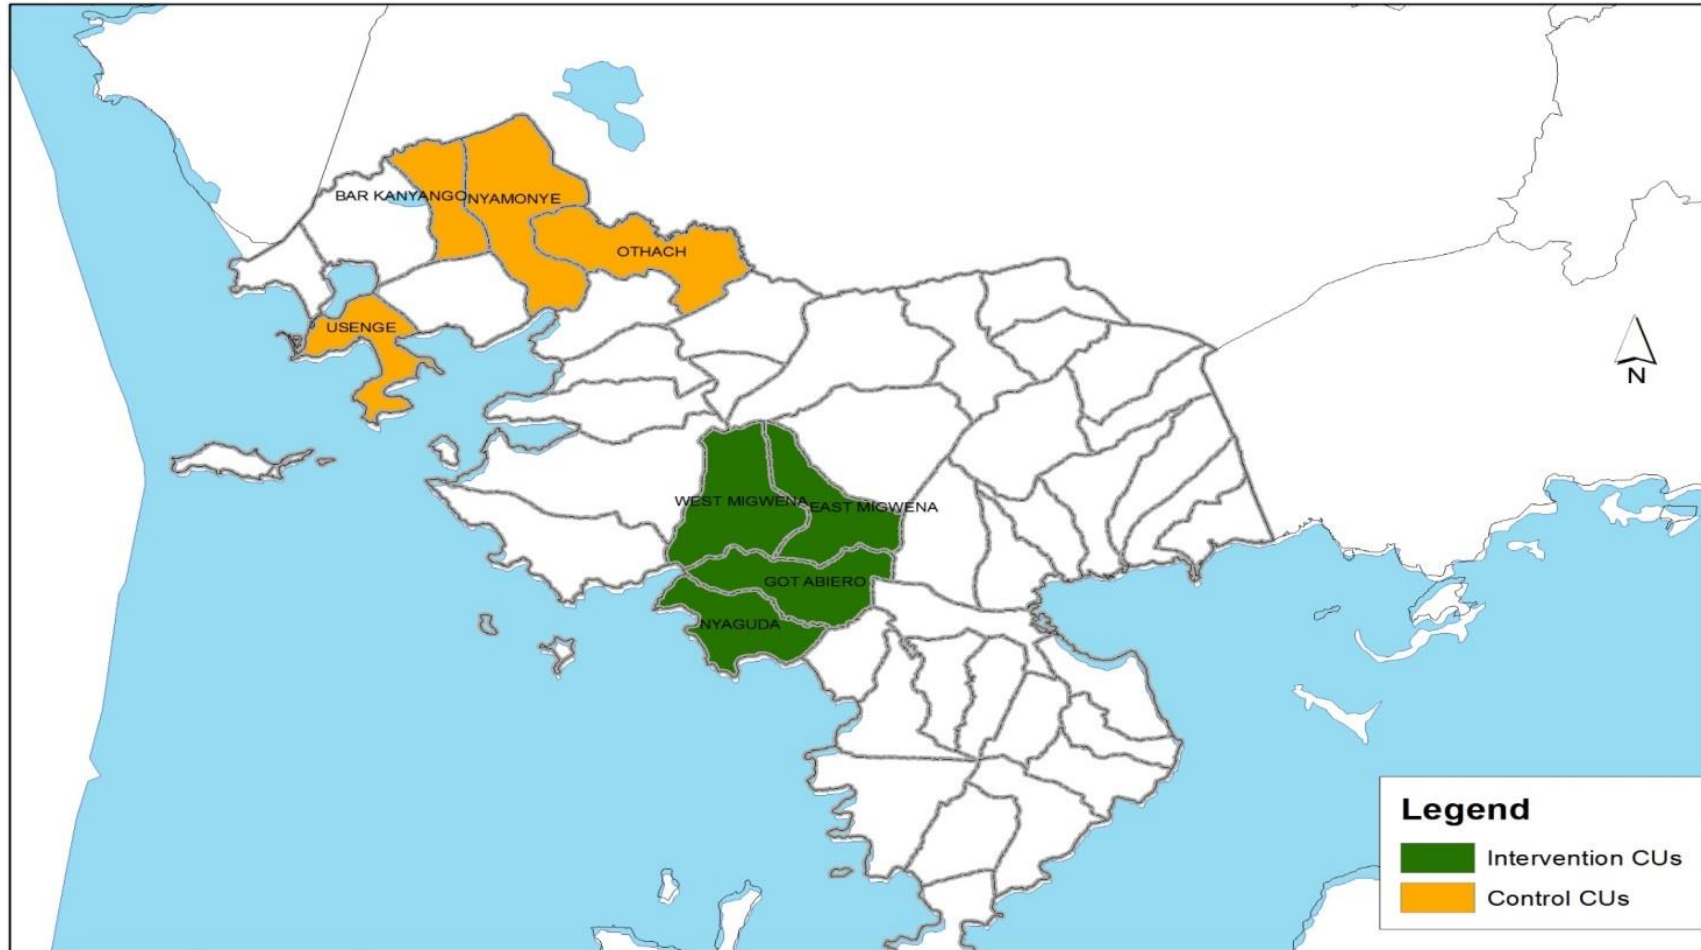 BAR KANYANGO
NYAMONYE
OTHACH
USENGE
N
WEST MIGWENA
EAST MIGWENA
GOT ABIERO
NYAGUDA
Legend
Intervention CUs
Control CUs